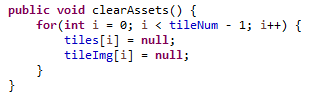 public void clearAssets() {
    for(int i = 0; i < tileNum - 1; i++) {
        tiles[i] = null;
        tileImg[i] = null;
    }
}